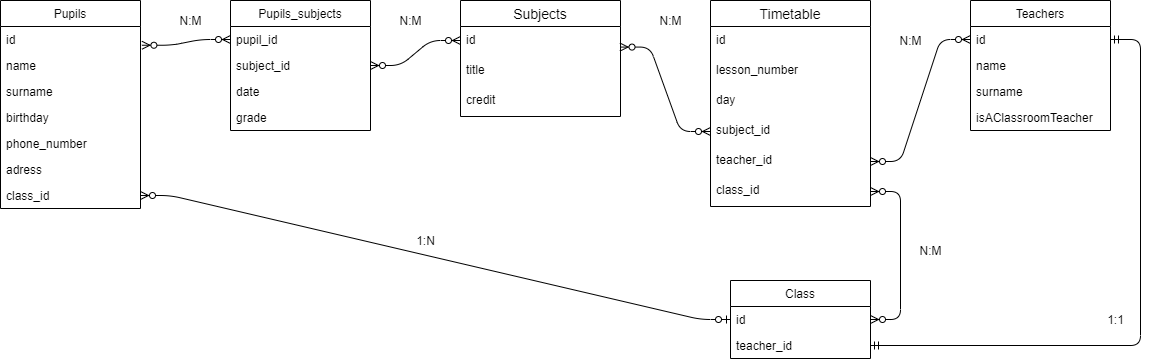 Pupils
id
name
surname
birthday
phone_number
adress
class_id
N:M
Pupils_subjects
pupil_id
subject_id
date
grade
N:M
Subjects
id
title
credit
N:M
Timetable
id
lesson_number
day
subject_id
teacher_id
class_id
N:M
Teachers
id
name
surname
isAClassroomTeacher
1:N
N:M
Class
id
teacher_id
1:1